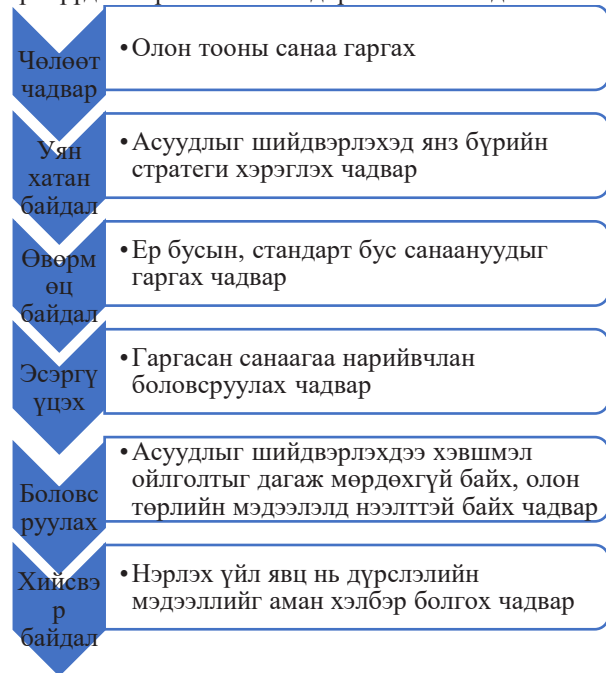 Чөлөөт
чадвар
•Олон тооны санаа гаргах
Уян
хатан
байдал
•Асуудлыг шийдвэрлэхэд янз бүрийн
стратеги хэрэглэх чадвар
Өвөрм
өц
байдал
•Ер бусын, стандарт бус санаануудыг
гаргах чадвар
Эсэргү
үцэх
•Гаргасан санаагаа нарийвчлан
боловсруулах чадвар
Боловс
руулах
•Асуудлыг шийдвэрлэхдээ хэвшмэл
ойлголтыг дагаж мөрдөхгүй байх, олон
төрлийн мэдээлэлд нээлттэй байх чадвар
Хийсвэ
р
байдал
•Нэрлэх үйл явц нь дүрслэлийн
мэдээллийг аман хэлбэр болгох чадвар